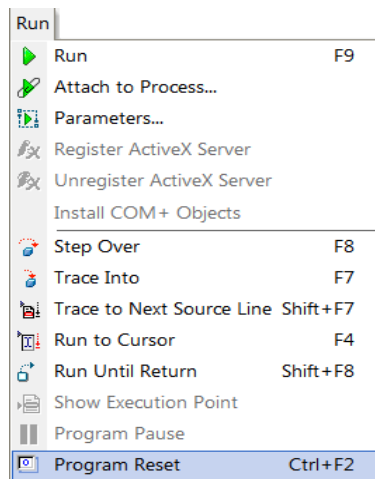 Run
Run F9
Attach to Process...
Parameters...
Register ActiveX Server
Unregister ActiveX Server
Install COM+ Objects
Step Over F8
Trace Into F7
Trace to Next Source Line Shift+F7
Run to Cursor F4
Run Until Return Shift+F8
Show Execution Point
Program Pause
Program Reset Ctrl+F2